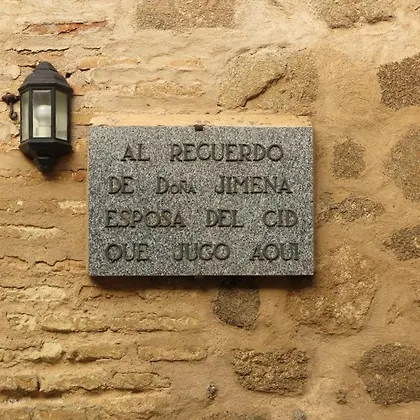 AL RECUERDO
DE DOÑA JIMENA
ESPOSA DEL CID
QUE JUGO AQUI